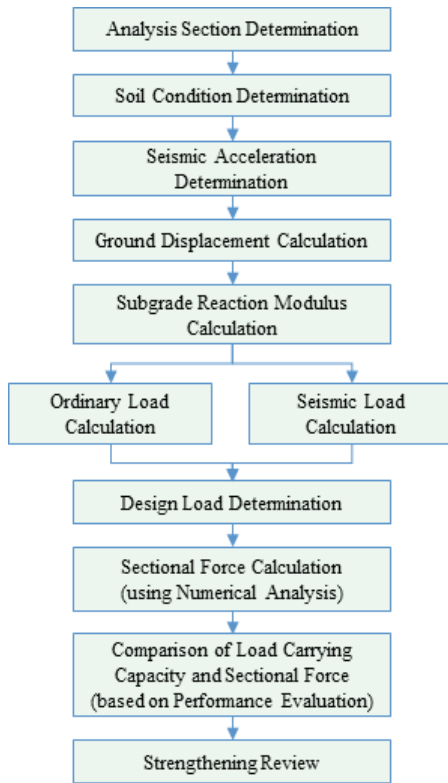 Analysis Section Determination
Soil Condition Determination
Seismic Acceleration
Determination
Ground Displacement Calculation
Subgrade Reaction Modulus
Calculation
Ordinary Load
Calculation
Seismic Load
Calculation
Design Load Determination
Sectional Force Calculation
(using Numerical Analysis)
Comparison of Load Carrying
Capacity and Sectional Force
(based on Performance Evaluation)
Strengthening Review